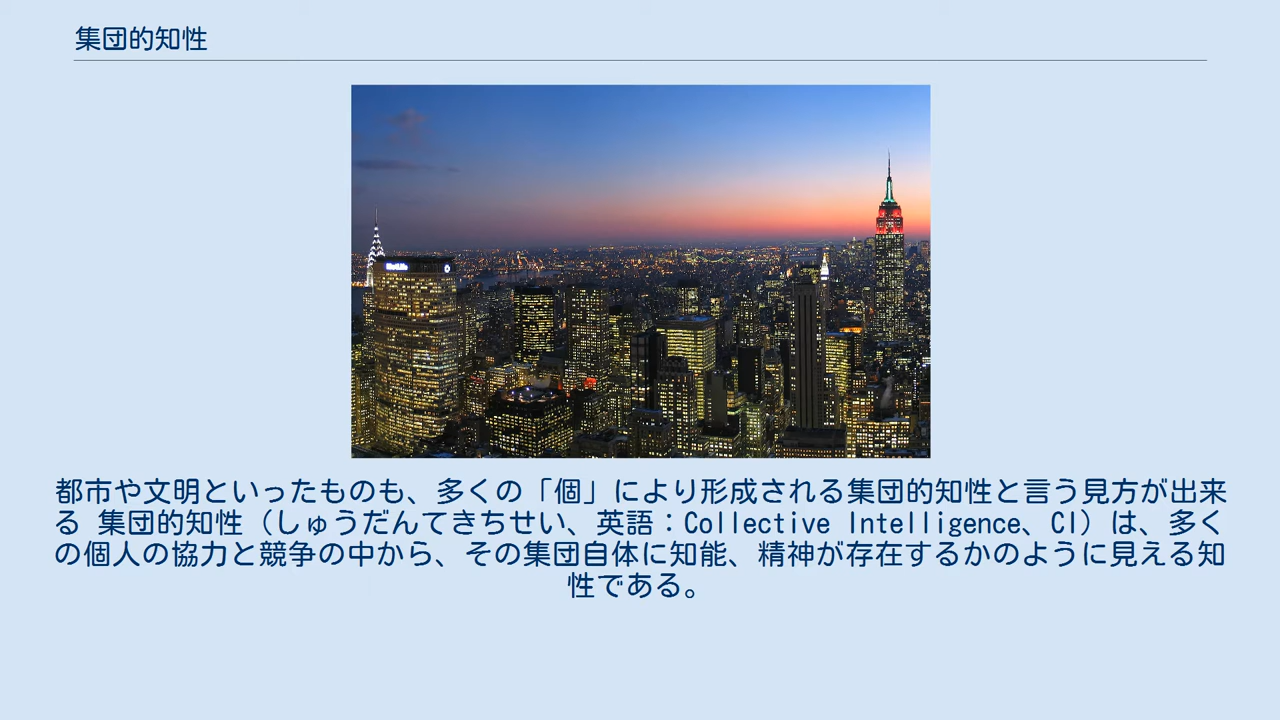 集団的知性
MetLife
都市や文明といったものも、多くの「個」により形成される集団的知性と言う見方が出来
る 集団的知性（しゅうだんてきちせい、英語：Collective Intelligence、CI）は、多く
の個人の協力と競争の中から、その集団自体に知能、精神が存在するかのように見える知
性である。